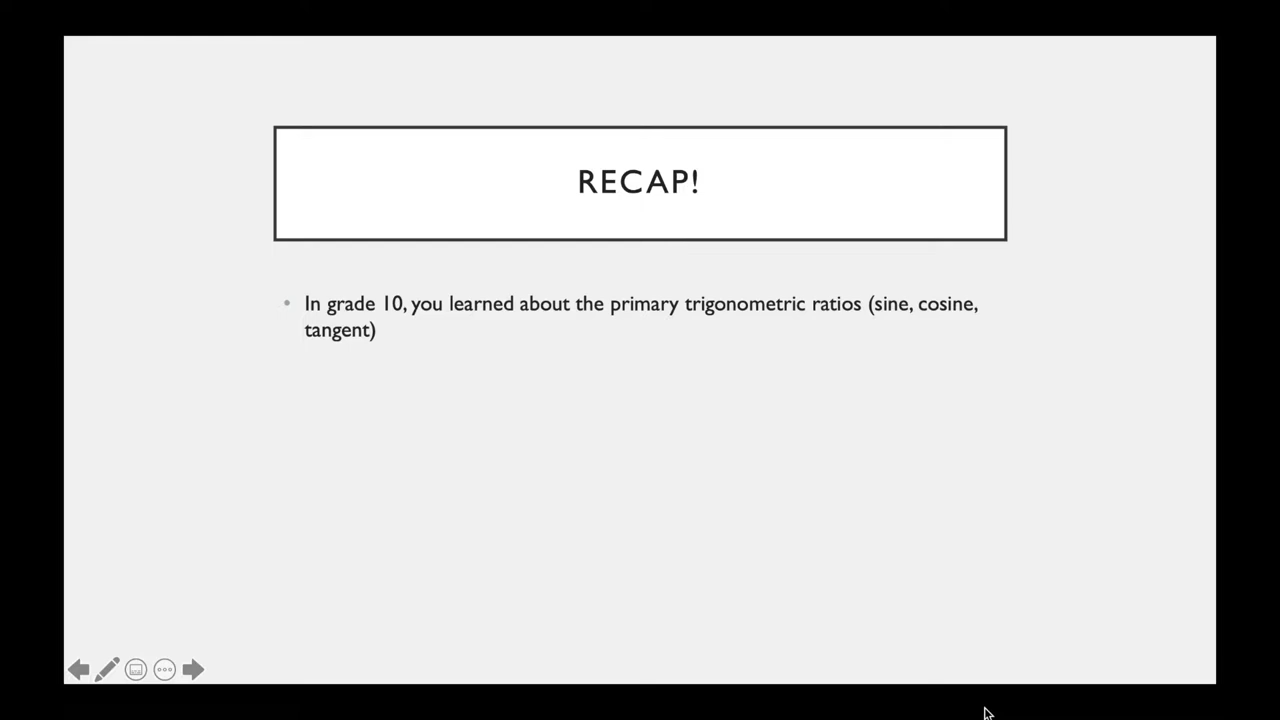 RECAP!
• In grade 10, you learned about the primary trigonometric ratios (sine, cosine,
tangent)